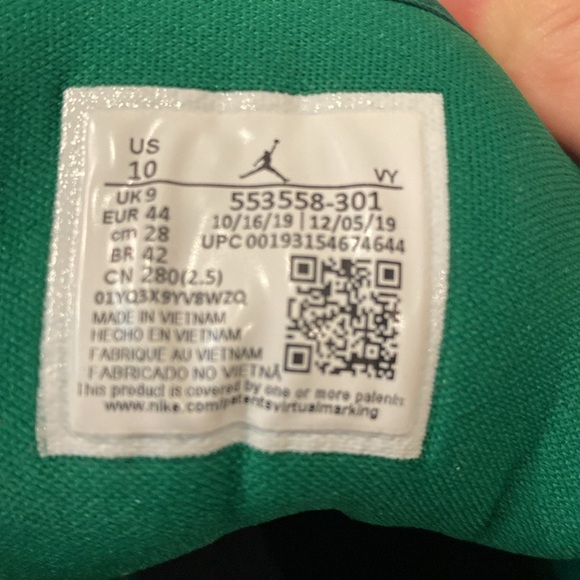 US
10
VY
UK 9
553558-301
EUR 44
10/16/19 | 12/05/19
cm 28
UPC 00193154674644
BR 42
CN 280(2.5)
01YQ3X9YV8WZQ
MADE IN VIETNAM
HECHO EN VIETNAM
FABRIQUE AU VIETNAM
FABRICADO NO VIETNÃ
This product is covered by one or more patents
www.nike.com/patentsvirtualmarking